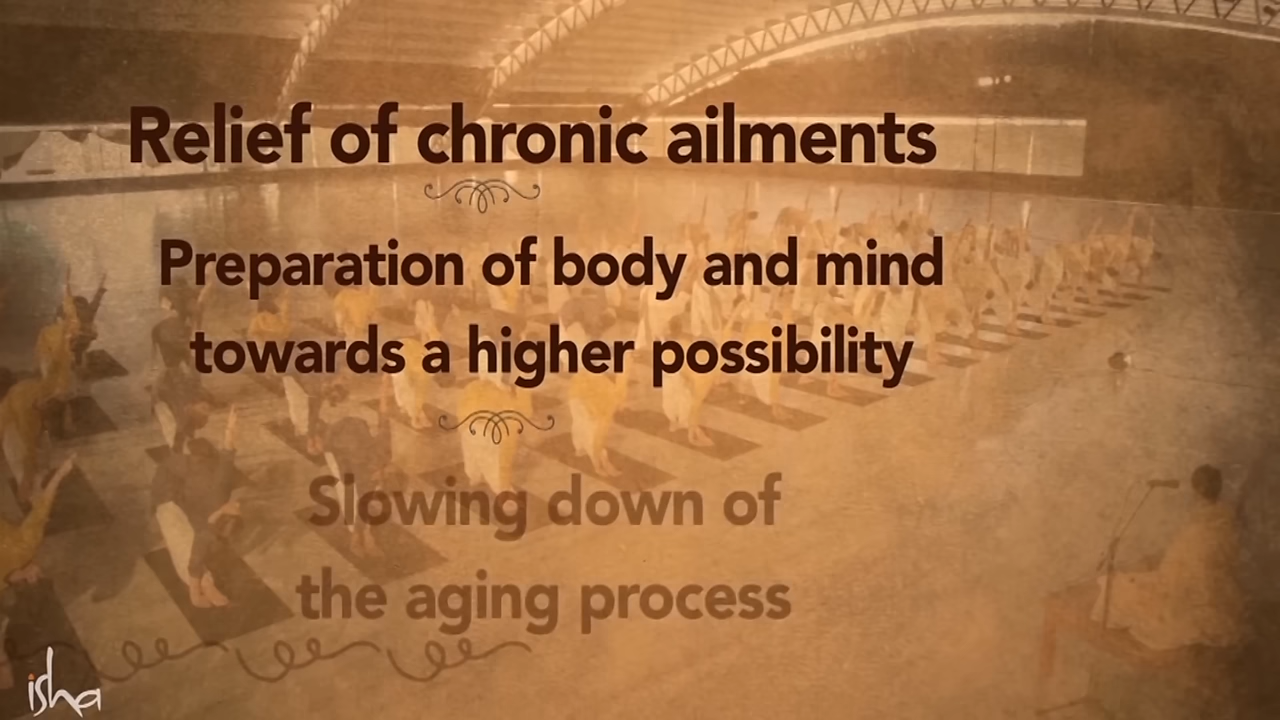 Relief of chronic ailments
Preparation of body and mind
towards a higher possibility
Slowing down of
the aging process
isha